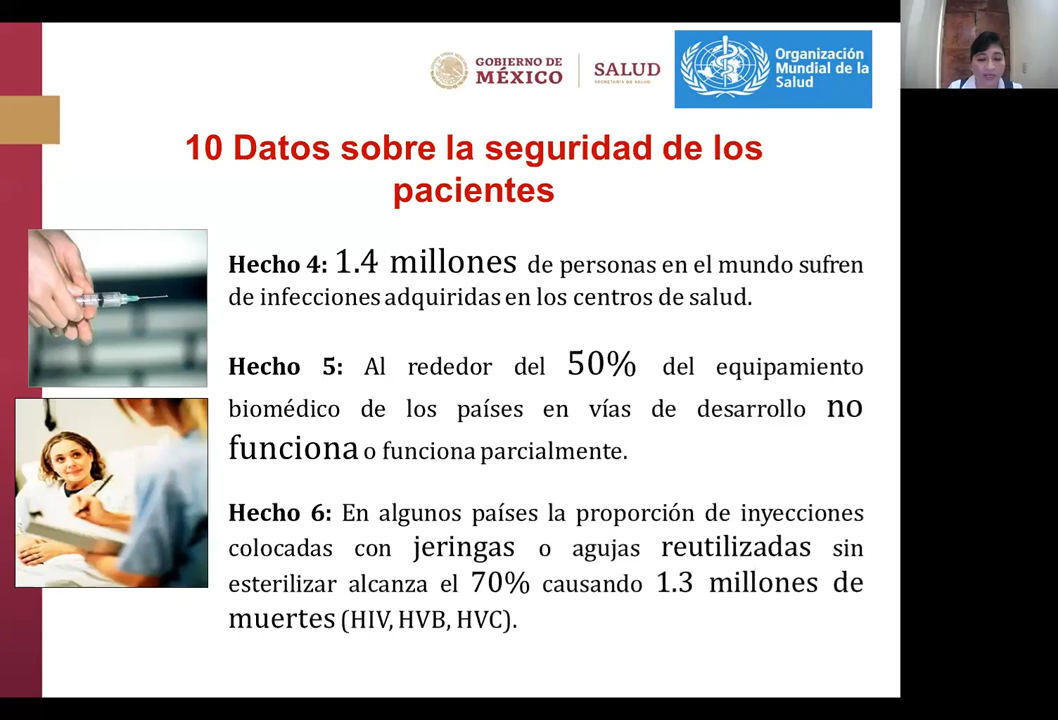 GOBIERNO DE
MÉXICO
SALUD
SECRETARÍA DE SALUD
Organización
Mundial de la
Salud
10 Datos sobre la seguridad de los
pacientes
Hecho 4: 1.4 millones de personas en el mundo sufren
de infecciones adquiridas en los centros de salud.
Hecho 5: Al rededor del 50% del equipamiento
biomédico de los países en vías de desarrollo no
funciona o funciona parcialmente.
Hecho 6: En algunos países la proporción de inyecciones
colocadas con jeringas o agujas reutilizadas sin
esterilizar alcanza el 70% causando 1.3 millones de
muertes (HIV, HVB, HVC).